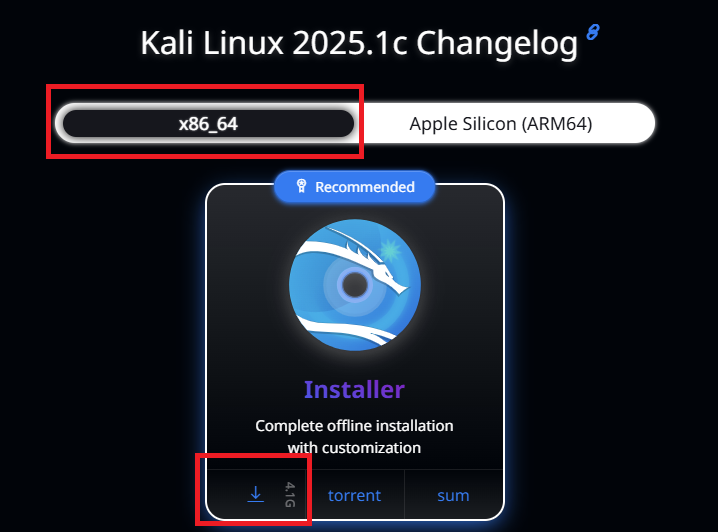 Kali Linux 2025.1c Changelog
x86_64
Apple Silicon (ARM64)
Recommended
Installer
Complete offline installation
with customization
4.1G
torrent
sum